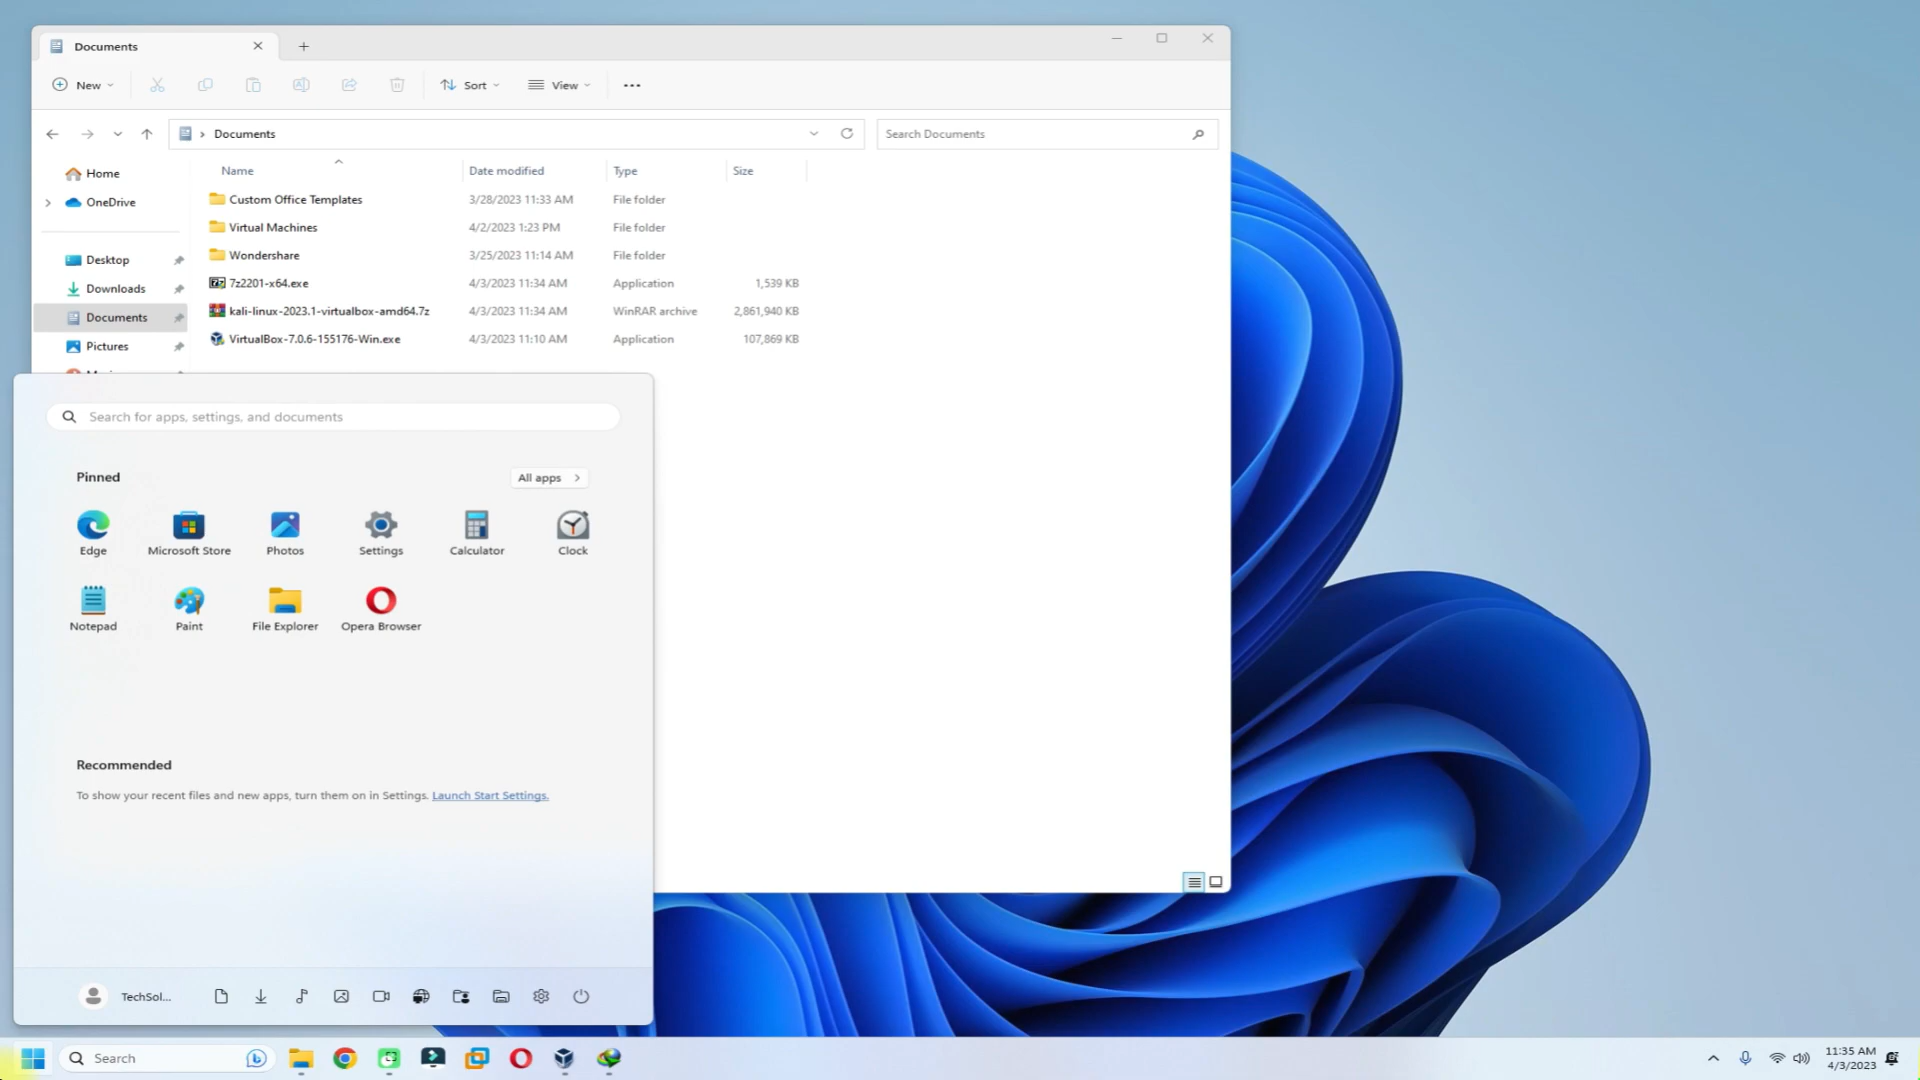 Documents
New
Sort
View
Documents
Search Documents
Home
OneDrive
Desktop
Downloads
Documents
Pictures
Name Date modified Type Size
Custom Office Templates 3/28/2023 11:33 AM File folder
Virtual Machines 4/2/2023 1:23 PM File folder
Wondershare 3/25/2023 11:14 AM File folder
7z2201-x64.exe 4/3/2023 11:34 AM Application 1,539 KB
kali-linux-2023.1-virtualbox-amd64.7z 4/3/2023 11:34 AM WinRAR archive 2,861,940 KB
VirtualBox-7.0.6-155176-Win.exe 4/3/2023 11:10 AM Application 107,869 KB
Search for apps, settings, and documents
Pinned All apps
Edge Microsoft Store Photos Settings Calculator Clock
Notepad Paint File Explorer Opera Browser
Recommended
To show your recent files and new apps, turn them on in Settings. Launch Start Settings.
TechSol...
Search
11:35 AM
4/3/2023